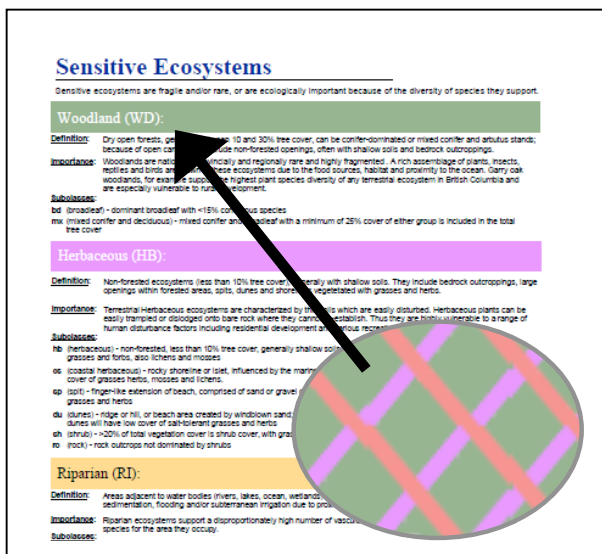 Sensitive Ecosystems
Sensitive ecosystems are fragile and/or rare, or are ecologically important because of the diversity of species they support.
Woodland (WD):
Definition: Dry open forests, 10 and 30% tree cover, can be conifer-dominated or mixed conifer and arbutus stands;
because of open include non-forested openings, often with shallow soils and bedrock outcroppings.
Importance: Woodlands are and regionally rare and highly fragmented . A rich assemblage of plants, insects,
reptiles and birds are these ecosystems due to the food sources, habitat and proximity to the ocean. Garry oak
woodlands, for example highest plant species diversity of any terrestrial ecosystem in British Columbia and
are especially vulnerable to development.
Subclasses:
bd (broadleaf) - dominant broadleaf with <15% species
mx (mixed conifer and deciduous) - mixed conifer and with a minimum of 25% cover of either group is included in the total
tree cover
Herbaceous (HB):
Definition: Non-forested ecosystems (less than 10% tree cover), with shallow soils. They include bedrock outcroppings, large
openings within forested areas, spits, dunes and vegetetated with grasses and herbs.
Importance: Terrestrial Herbaceous ecosystems are characterized by which are easily disturbed. Herbaceous plants can be
easily trampled or dislodged onto bare rock where they establish. Thus they are vulnerable to a range of
human disturbance factors including residential development and
Subclasses:
hb (herbaceous) - non-forested, less than 10% tree cover, generally shallow
grasses and forbs, also lichens and mosses
cs (coastal herbaceous) - rocky shoreline or islet, influenced by the
cover of grasses herbs, mosses and lichens.
sp (spit) - finger-like extension of beach, comprised of sand or gravel
grasses and herbs
du (dunes) - ridge or hill, or beach area created by windblown sand;
dunes will have low cover of salt-tolerant grasses and herbs
sh (shrub) - >20% of total vegetation cover is shrub cover, with
ro (rock) - rock outcrops not dominated by shrubs
Riparian (RI):
Definition: Areas adjacent to water bodies (rivers, lakes, ocean,
sedimentation, flooding and/or subterranean irrigation due to
Importance: Riparian ecosystems support a disproportionately high number of
species for the area they occupy.
Subclasses: